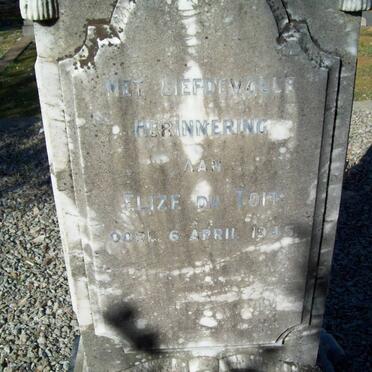 MET LIEFDEVOLLE
HERINNERING
AAN
ELIZE DU TOIT
OORL. 6 APRIL